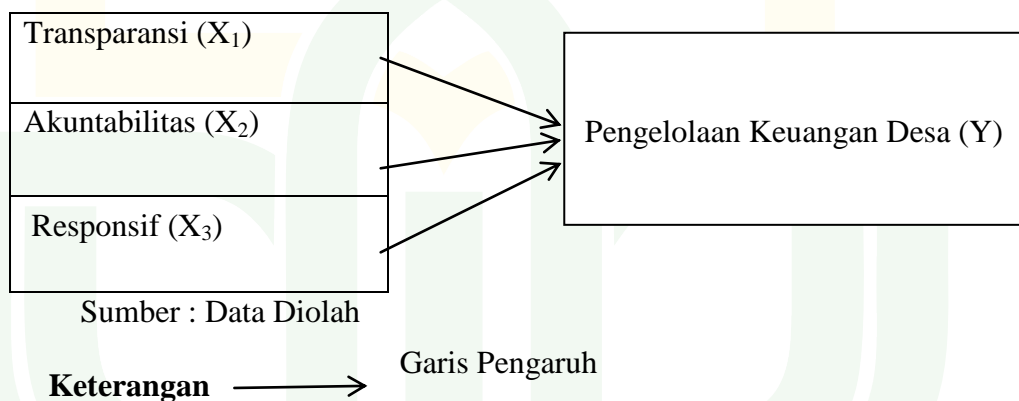 Transparansi (X₁)
Akuntabilitas (X₂)
Pengelolaan Keuangan Desa (Y)
Responsif (X₃)
Sumber : Data Diolah
Garis Pengaruh
Keterangan